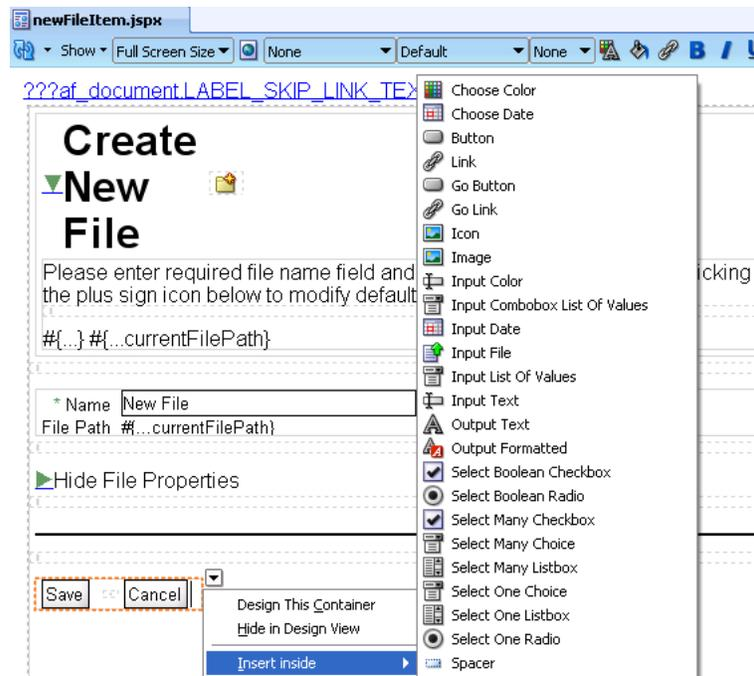 newFileItem.jspx
Show Full Screen Size None Default None B I U
???af_document.LABEL_SKIP_LINK_TEX
Create
New
File
Please enter required file name field and
icking
the plus sign icon below to modify default
#{...} #{...currentFilePath}
* Name New File
File Path #{...currentFilePath}
Hide File Properties
Save Cancel
Design This Container
Hide in Design View
Insert inside
Choose Color
Choose Date
Button
Link
Go Button
Go Link
Icon
Image
Input Color
Input Combobox List Of Values
Input Date
Input File
Input List Of Values
Input Text
Output Text
Output Formatted
Select Boolean Checkbox
Select Boolean Radio
Select Many Checkbox
Select Many Choice
Select Many Listbox
Select One Choice
Select One Listbox
Select One Radio
Spacer